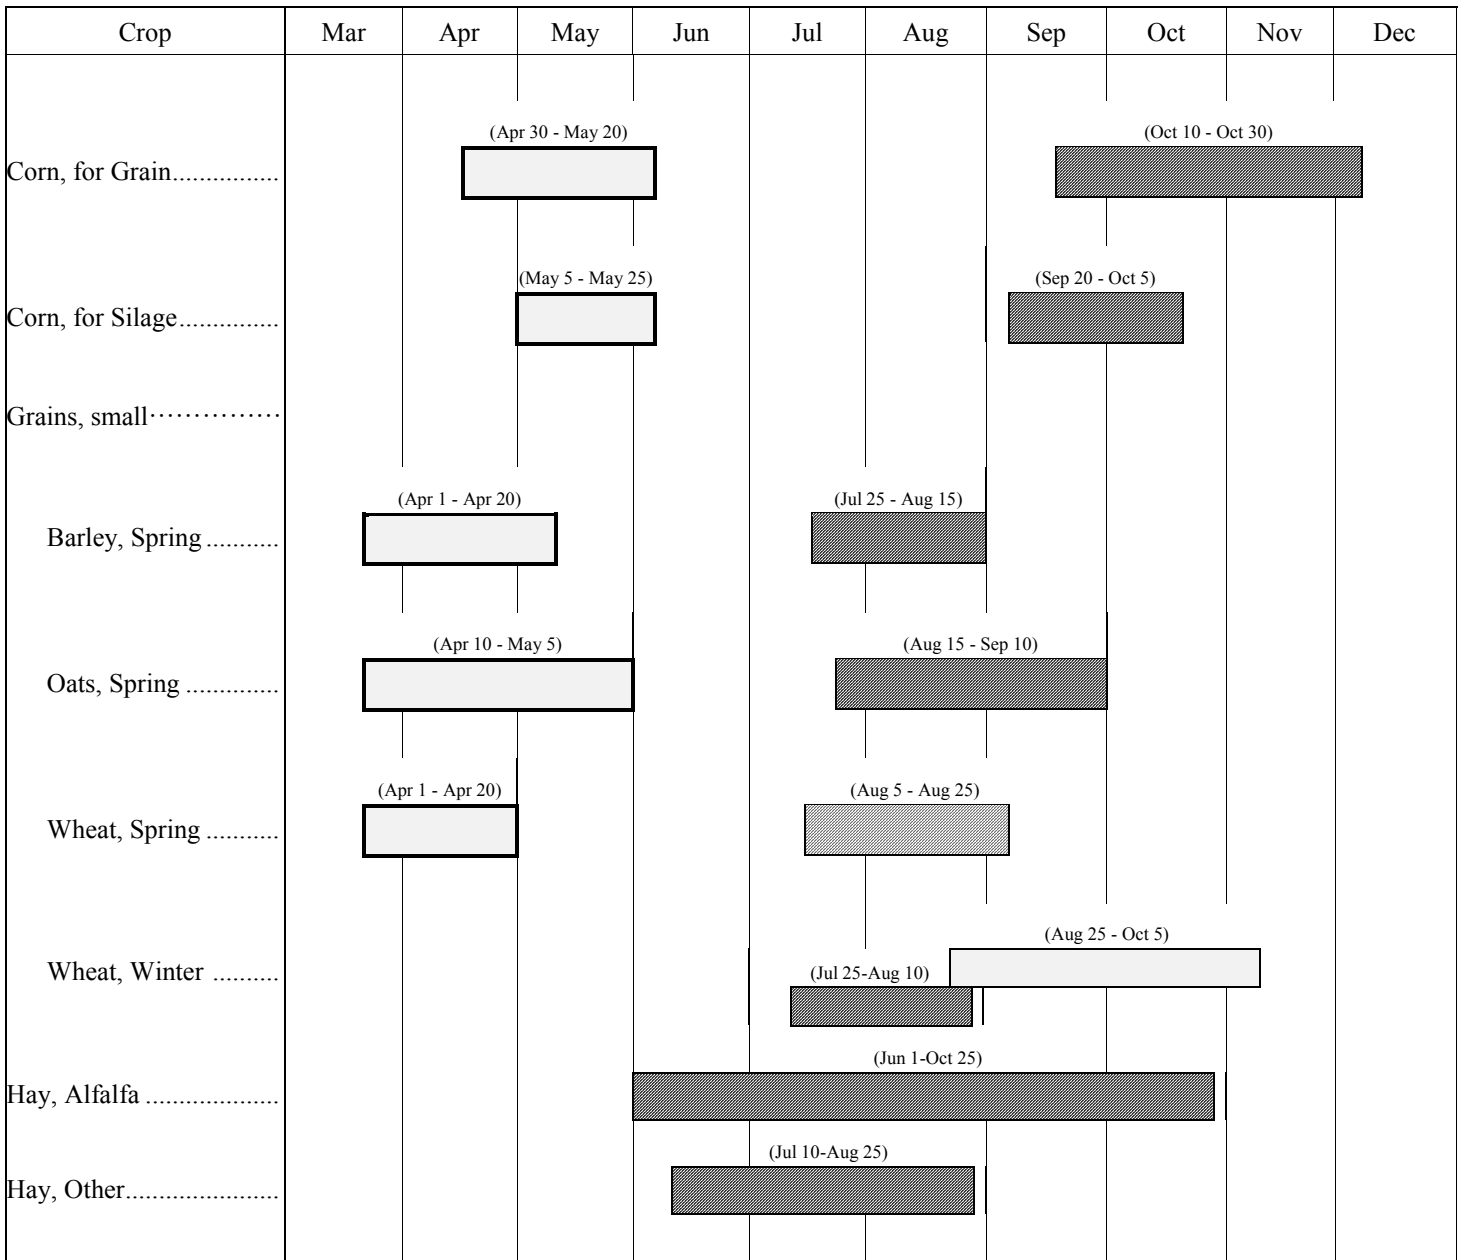 Crop Mar Apr May Jun Jul Aug Sep Oct Nov Dec
(Apr 30 - May 20) (Oct 10 - Oct 30)
Corn, for Grain...............
(May 5 - May 25) (Sep 20 - Oct 5)
Corn, for Silage..............
Grains, small···············
(Apr 1 - Apr 20) (Jul 25 - Aug 15)
Barley, Spring ...........
(Apr 10 - May 5) (Aug 15 - Sep 10)
Oats, Spring .............
(Apr 1 - Apr 20) (Aug 5 - Aug 25)
Wheat, Spring ...........
(Aug 25 - Oct 5)
Wheat, Winter .......... (Jul 25-Aug 10)
(Jun 1-Oct 25)
Hay, Alfalfa ...................
(Jul 10-Aug 25)
Hay, Other......................